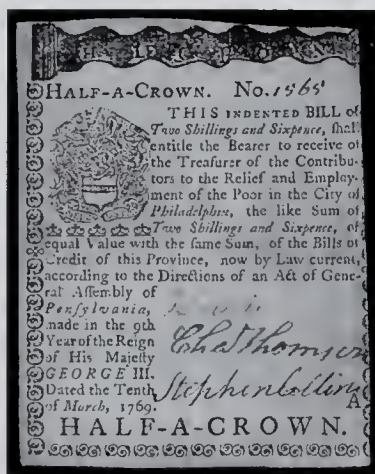 HALF-A-CROWN. No. 1565
THIS INDENTED BILL of
Two Shillings and Sixpence, shall
entitle the Bearer to receive of
the Treasurer of the Contribu-
tors to the Relief and Employ-
ment of the Poor in the City of
Philadelphia, the like Sum of
Two Shillings and Sixpence, of
equal Value with the same Sum, of the Bills of
Credit of this Province, now by Law current,
according to the Directions of an Act of Gene-
ral Assembly of
Pensylvania,
made in the 9th
Year of the Reign
of His Majesty
GEORGE III.
Dated the Tenth
of March, 1769.
Chas Thomson
Stephen Collins
A
HALF-A-CROWN.